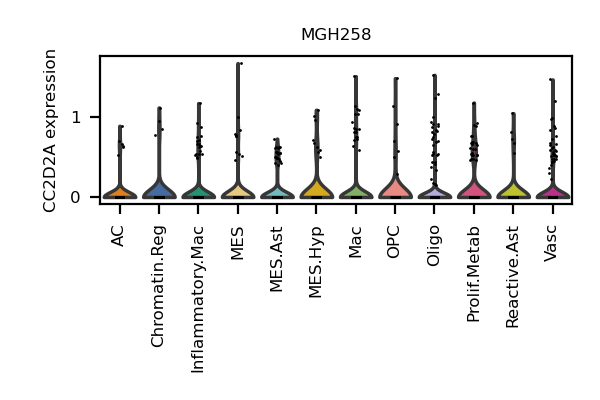 MGH258
CC2D2A expression
1
0
AC
Chromatin.Reg
Inflammatory.Mac
MES
MES.Ast
MES.Hyp
Mac
OPC
Oligo
Prolif.Metab
Reactive.Ast
Vasc